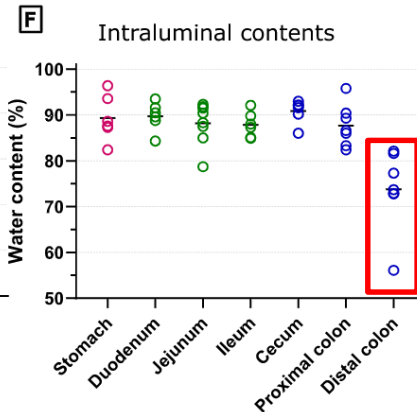 F
Intraluminal contents
Water content (%)
100
90
80
70
60
50
Stomach
Duodenum
Jejunum
Ileum
Cecum
Proximal colon
Distal colon